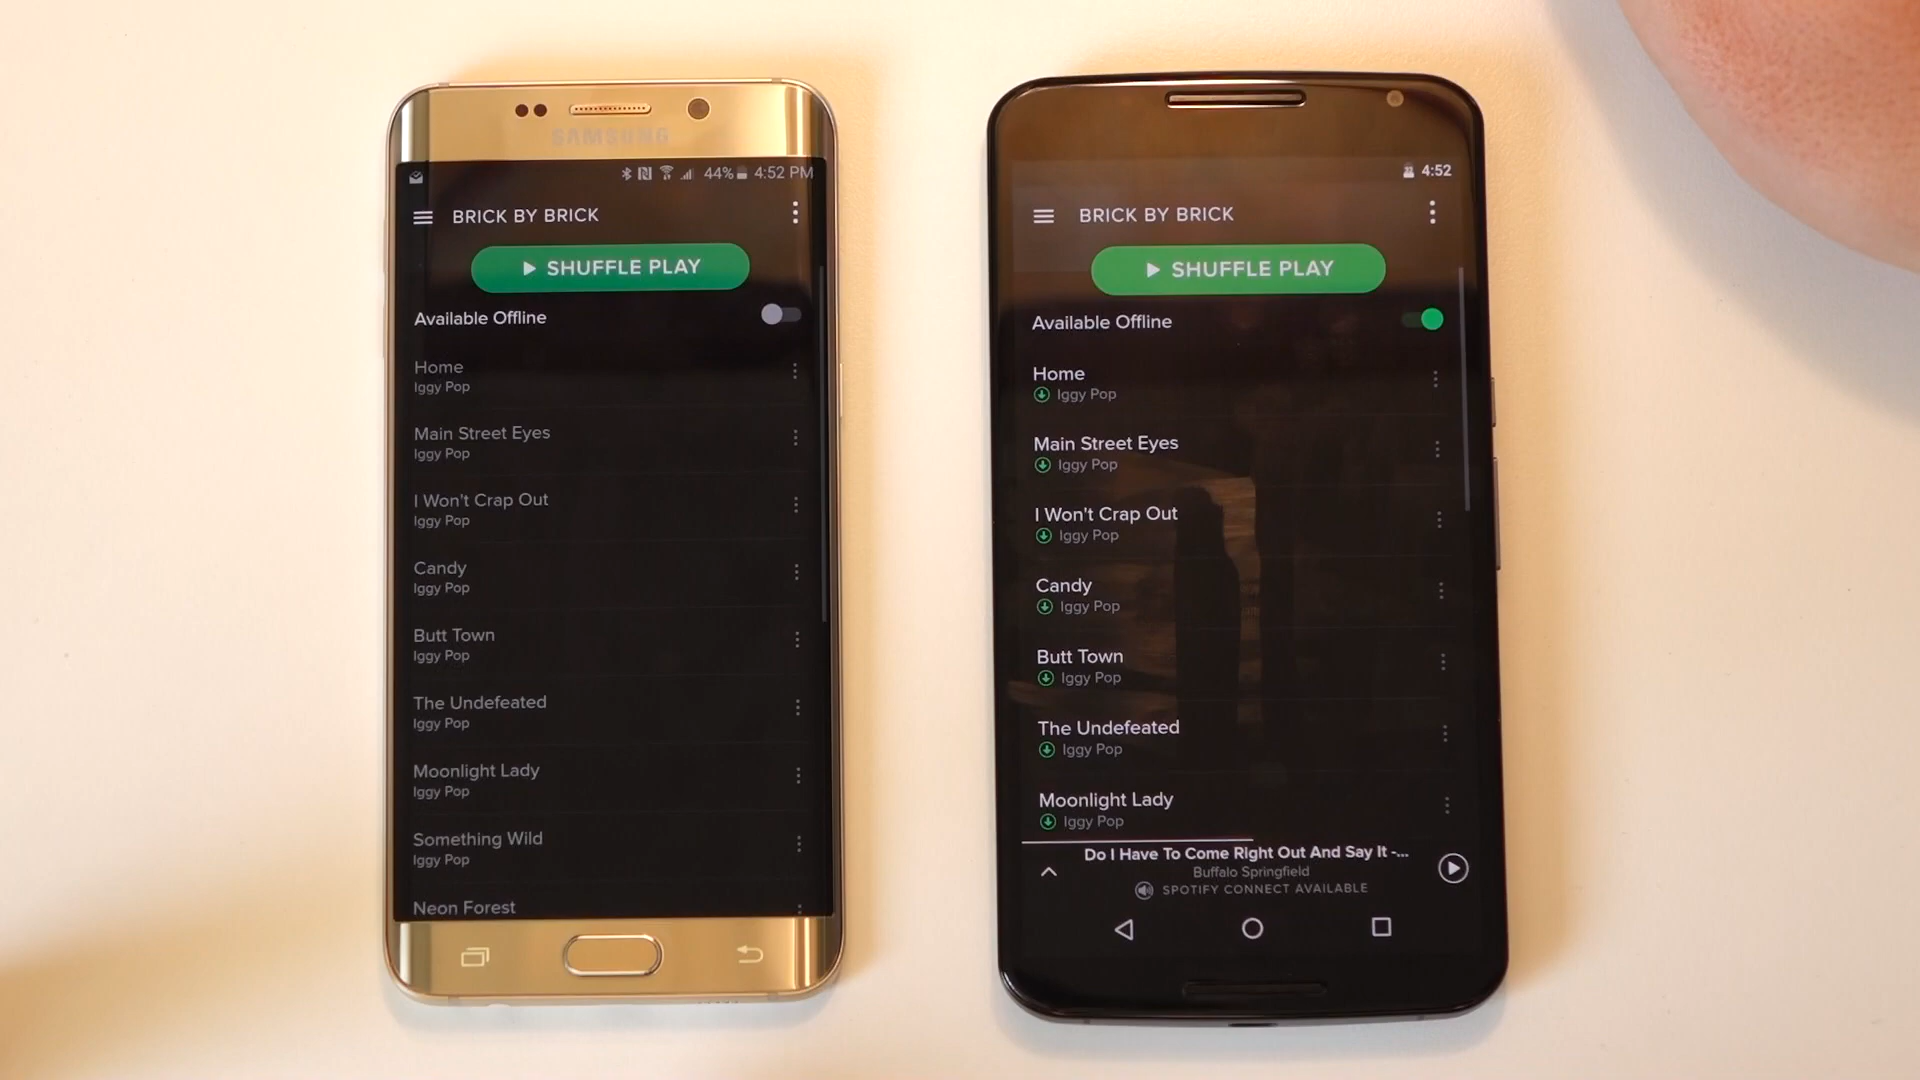 SAMSUNG
44% 4:52 PM
BRICK BY BRICK
SHUFFLE PLAY
Available Offline
Home
Iggy Pop
Main Street Eyes
Iggy Pop
I Won't Crap Out
Iggy Pop
Candy
Iggy Pop
Butt Town
Iggy Pop
The Undefeated
Iggy Pop
Moonlight Lady
Iggy Pop
Something Wild
Iggy Pop
Neon Forest
4:52
BRICK BY BRICK
SHUFFLE PLAY
Available Offline
Home
Iggy Pop
Main Street Eyes
Iggy Pop
I Won't Crap Out
Iggy Pop
Candy
Iggy Pop
Butt Town
Iggy Pop
The Undefeated
Iggy Pop
Moonlight Lady
Iggy Pop
Do I Have To Come Right Out And Say It -...
Buffalo Springfield
SPOTIFY CONNECT AVAILABLE